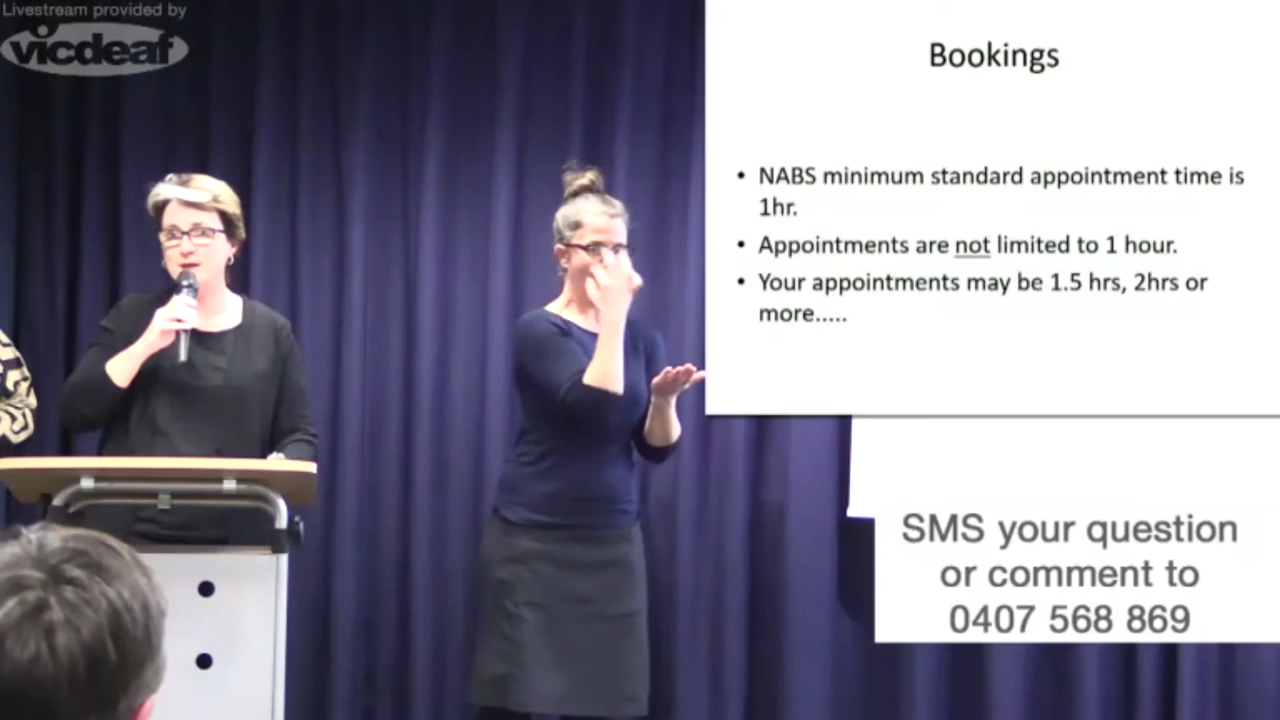 Livestream provided by
vicdeaf
Bookings
• NABS minimum standard appointment time is
1hr.
• Appointments are not limited to 1 hour.
• Your appointments may be 1.5 hrs, 2hrs or
more.....
SMS your question
or comment to
0407 568 869